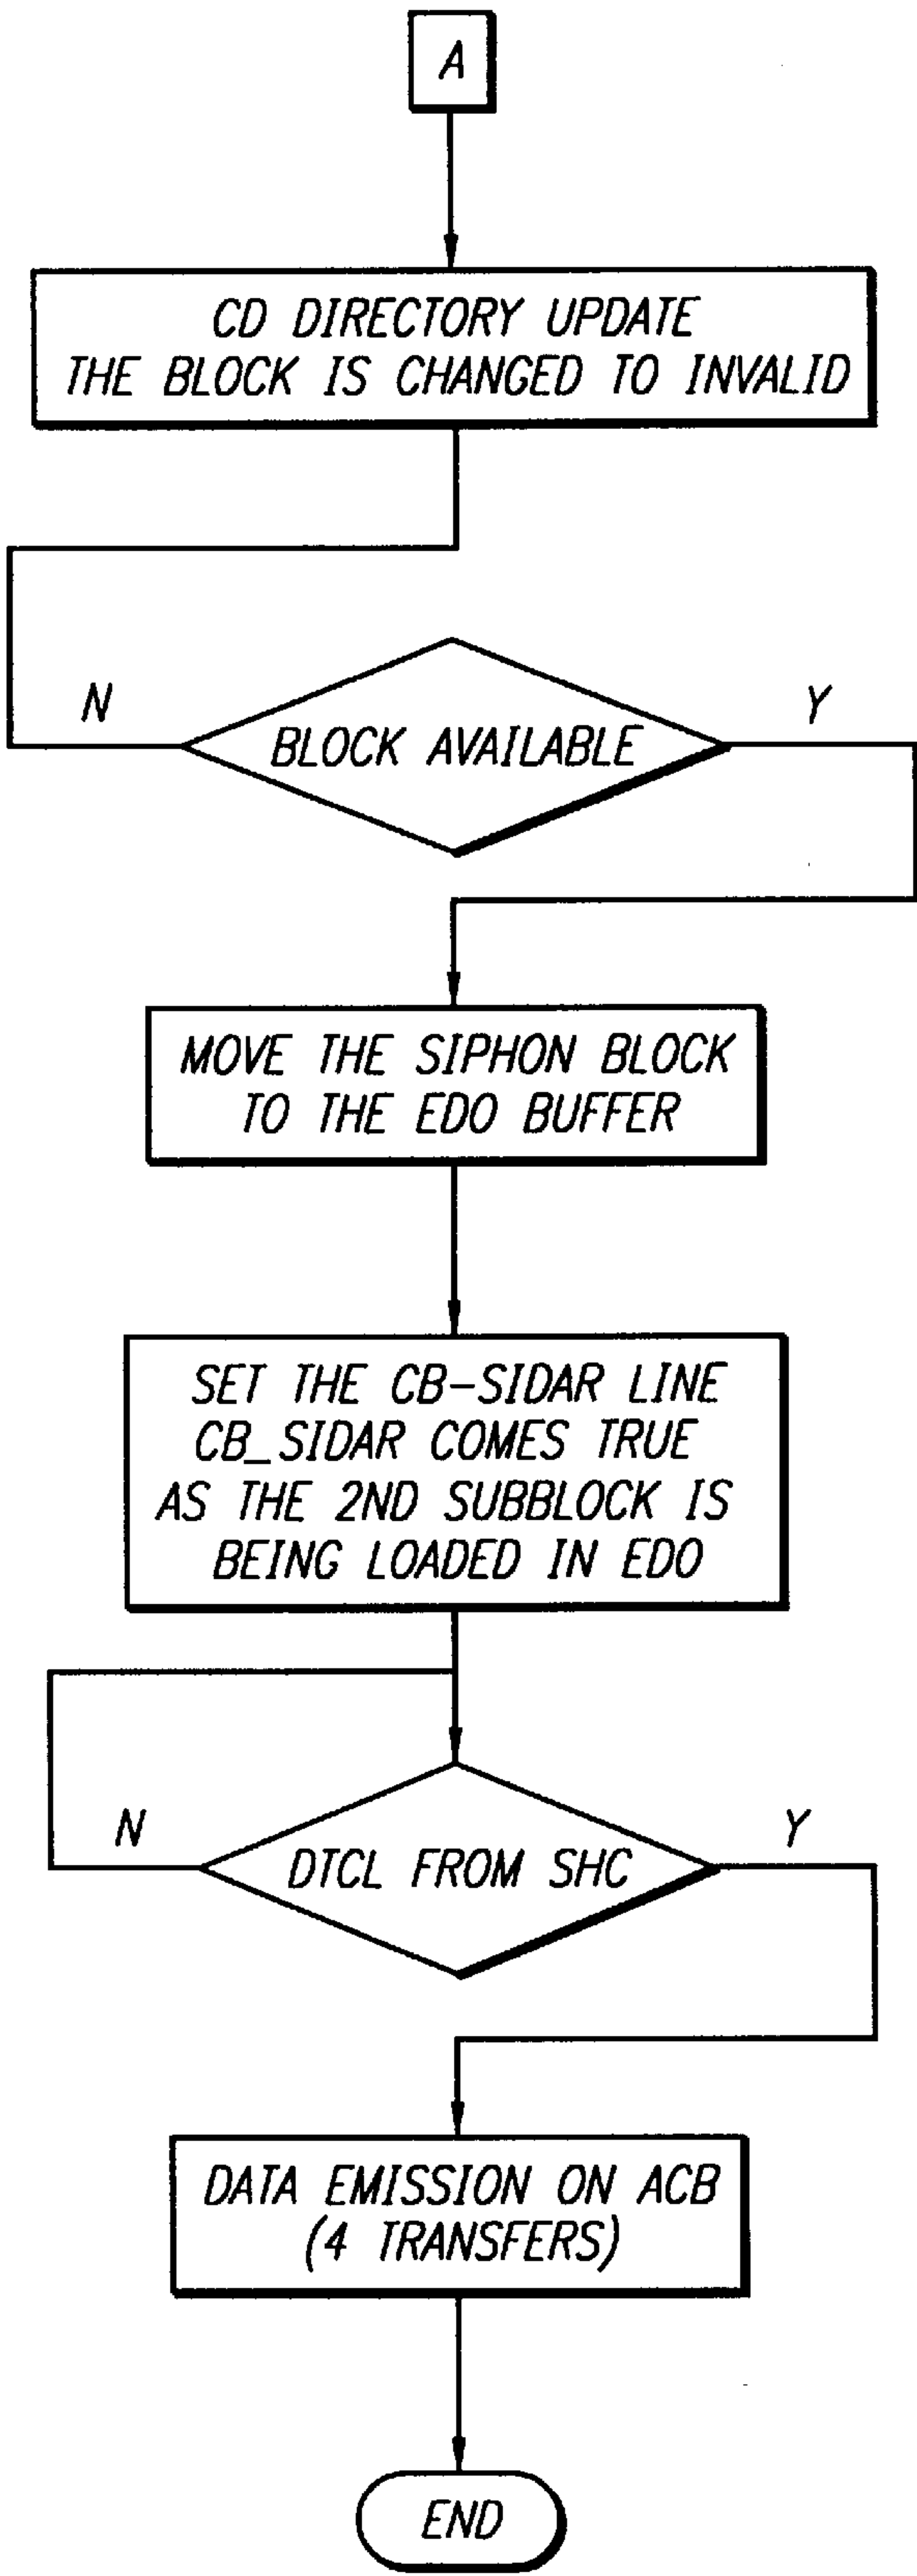 A
CD DIRECTORY UPDATE
THE BLOCK IS CHANGED TO INVALID
N
Y
BLOCK AVAILABLE
MOVE THE SIPHON BLOCK
TO THE EDO BUFFER
SET THE CB-SIDAR LINE
CB_SIDAR COMES TRUE
AS THE 2ND SUBBLOCK IS
BEING LOADED IN EDO
N
Y
DTCL FROM SHC
DATA EMISSION ON ACB
(4 TRANSFERS)
END